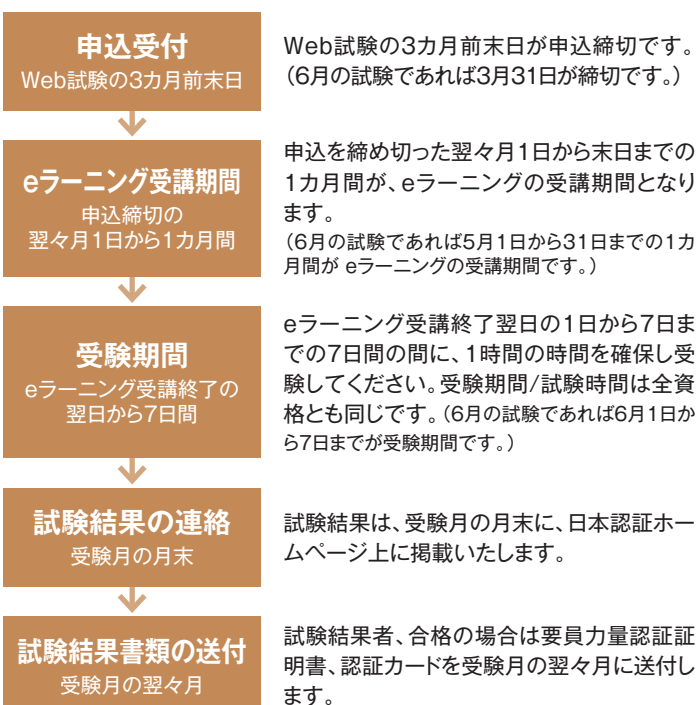 申込受付
Web試験の3カ月前末日
Web試験の3カ月前末日が申込締切です。
（6月の試験であれば3月31日が締切です。）
eラーニング受講期間
申込締切の
翌々月1日から1カ月間
申込を締め切った翌々月1日から末日までの
1カ月間が、eラーニングの受講期間となり
ます。
（6月の試験であれば5月1日から31日までの1カ
月間が eラーニングの受講期間です。）
受験期間
eラーニング受講終了の
翌日から7日間
eラーニング受講終了翌日の1日から7日ま
での7日間の間に、1時間の時間を確保し受
験してください。受験期間/試験時間は全資
格とも同じです。（6月の試験であれば6月1日か
ら7日までが受験期間です。）
試験結果の連絡
受験月の月末
試験結果は、受験月の月末に、日本認証ホー
ムページ上に掲載いたします。
試験結果書類の送付
受験月の翌々月
試験結果者、合格の場合は要員力量認証証
明書、認証カードを受験月の翌々月に送付し
ます。